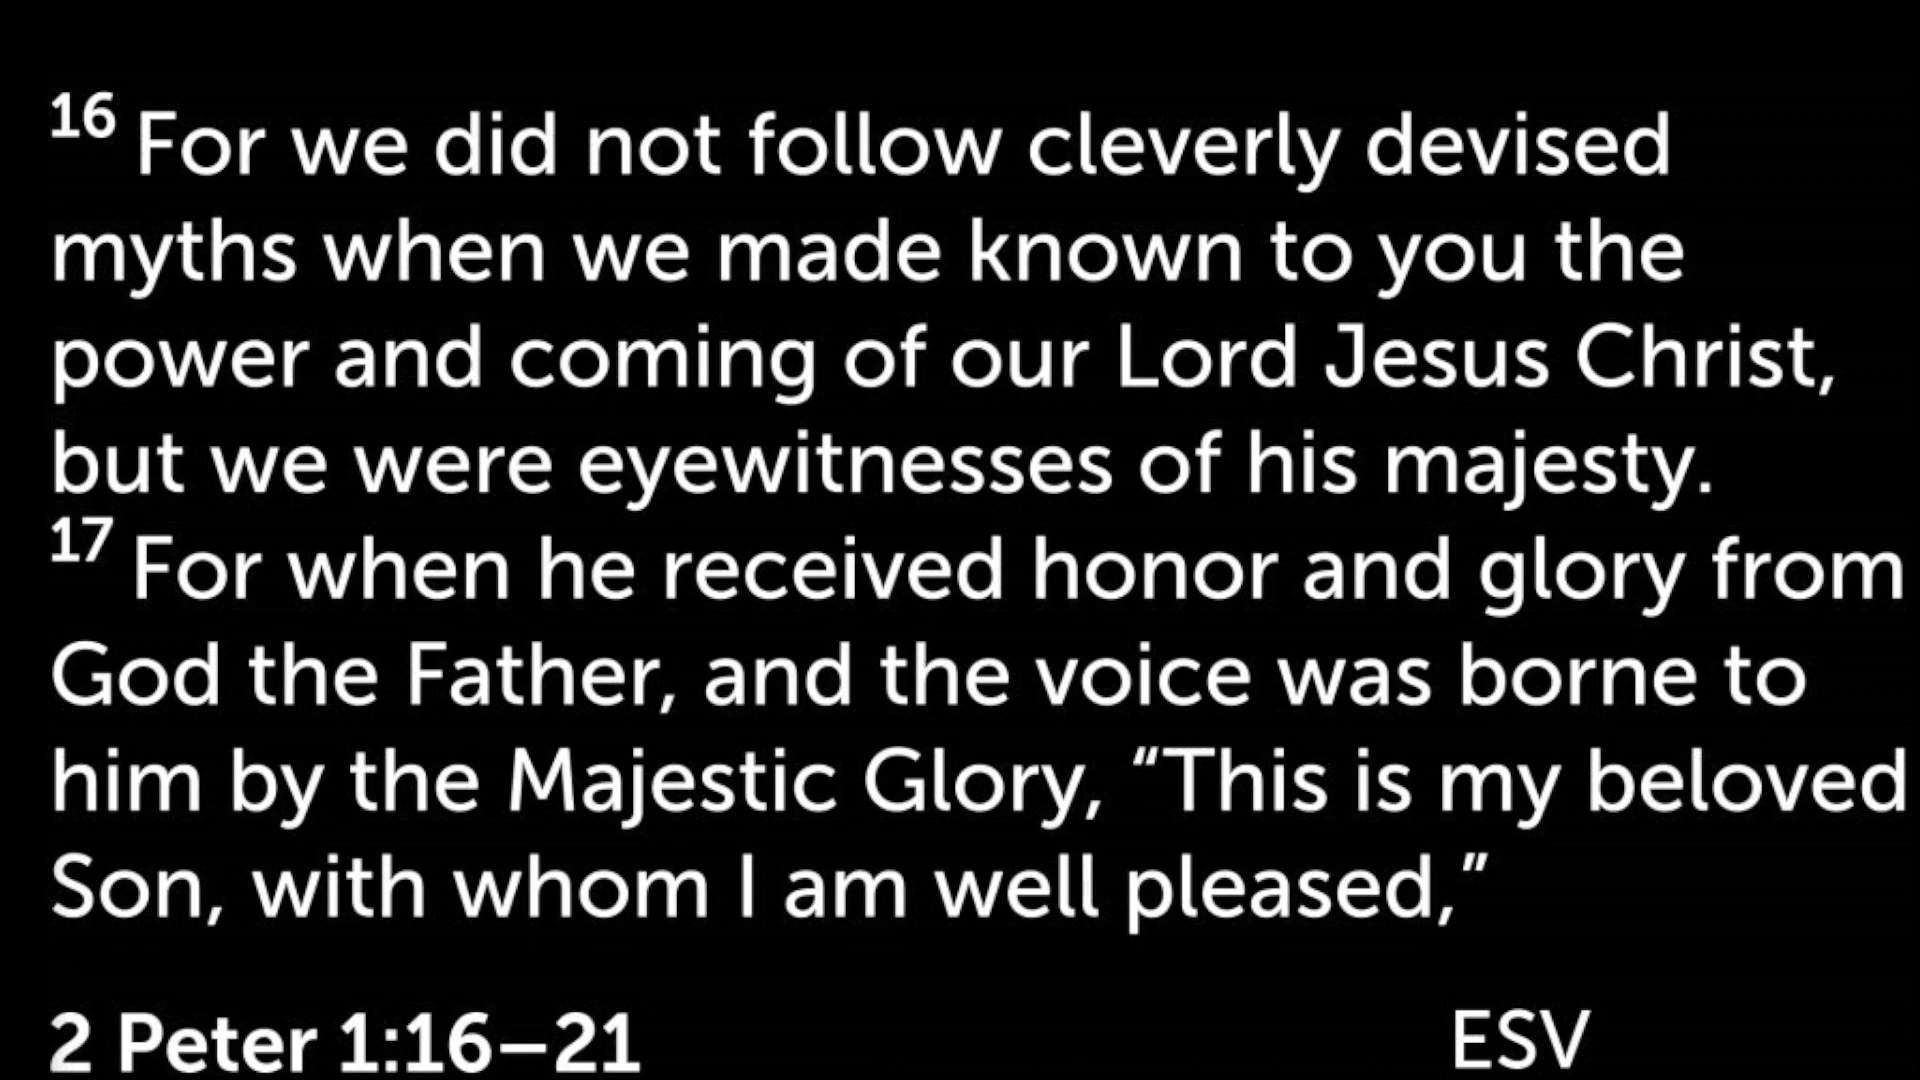 16 For we did not follow cleverly devised
myths when we made known to you the
power and coming of our Lord Jesus Christ,
but we were eyewitnesses of his majesty.
17 For when he received honor and glory from
God the Father, and the voice was borne to
him by the Majestic Glory, “This is my beloved
Son, with whom I am well pleased,”
2 Peter 1:16–21 ESV